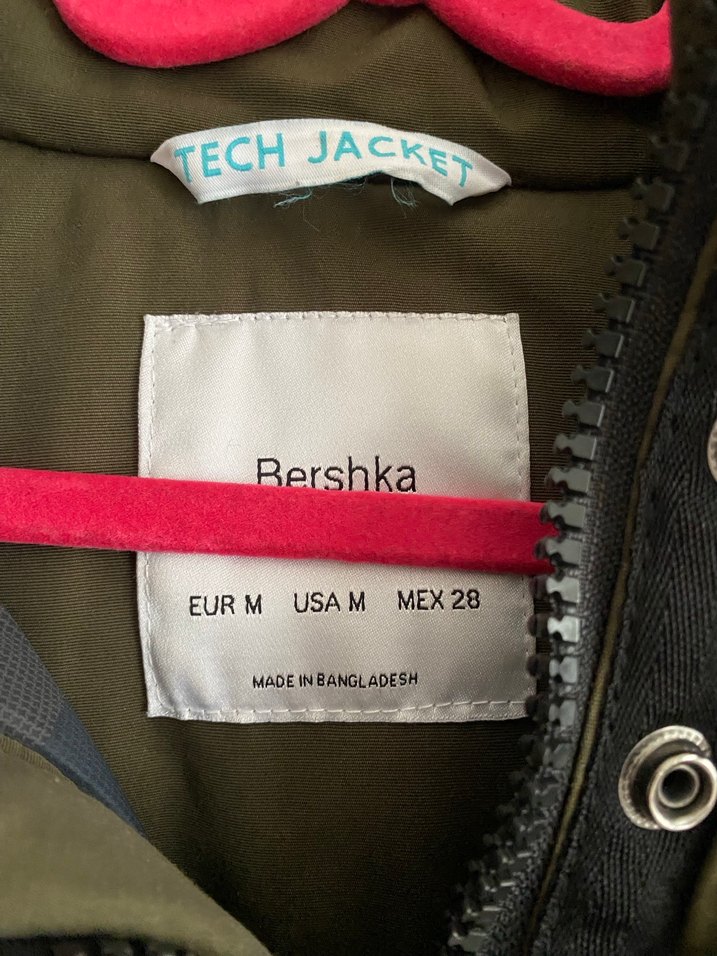 TECH JACKET
Bershka
EUR M USA M MEX 28
MADE IN BANGLADESH